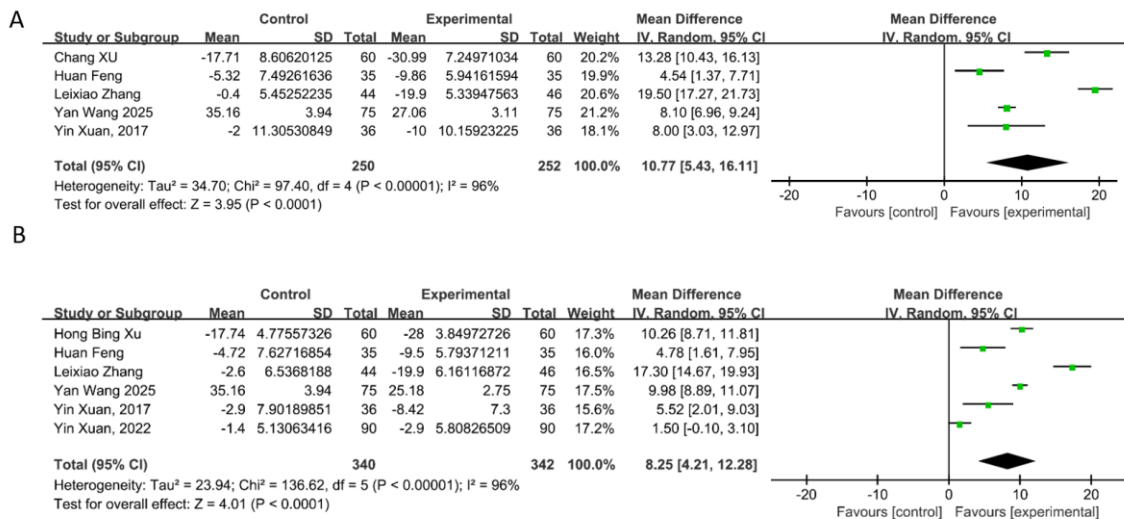 A
Control Experimental Mean Difference Mean Difference
Study or Subgroup Mean SD Total Mean SD Total Weight IV. Random. 95% CI IV. Random. 95% CI
Chang XU -17.71 8.60620125 60 -30.99 7.24971034 60 20.2% 13.28 [10.43, 16.13]
Huan Feng -5.32 7.49261636 35 -9.86 5.94161594 35 19.9% 4.54 [1.37, 7.71]
Leixiao Zhang -0.4 5.45252235 44 -19.9 5.33947563 46 20.6% 19.50 [17.27, 21.73]
Yan Wang 2025 35.16 3.94 75 27.06 3.11 75 21.2% 8.10 [6.96, 9.24]
Yin Xuan, 2017 -2 11.30530849 36 -10 10.15923225 36 18.1% 8.00 [3.03, 12.97]
Total (95% CI) 250 252 100.0% 10.77 [5.43, 16.11]
Heterogeneity: Tau² = 34.70; Chi² = 97.40, df = 4 (P < 0.00001); I² = 96%
Test for overall effect: Z = 3.95 (P < 0.0001)
-20 -10 0 10 20
Favours [control] Favours [experimental]
B
Control Experimental Mean Difference Mean Difference
Study or Subgroup Mean SD Total Mean SD Total Weight IV. Random. 95% CI IV. Random. 95% CI
Hong Bing Xu -17.74 4.77557326 60 -28 3.84972726 60 17.3% 10.26 [8.71, 11.81]
Huan Feng -4.72 7.62716854 35 -9.5 5.79371211 35 16.0% 4.78 [1.61, 7.95]
Leixiao Zhang -2.6 6.5368188 44 -19.9 6.16116872 46 16.5% 17.30 [14.67, 19.93]
Yan Wang 2025 35.16 3.94 75 25.18 2.75 75 17.5% 9.98 [8.89, 11.07]
Yin Xuan, 2017 -2.9 7.90189851 36 -8.42 7.3 36 15.6% 5.52 [2.01, 9.03]
Yin Xuan, 2022 -1.4 5.13063416 90 -2.9 5.80826509 90 17.2% 1.50 [-0.10, 3.10]
Total (95% CI) 340 342 100.0% 8.25 [4.21, 12.28]
Heterogeneity: Tau² = 23.94; Chi² = 136.62, df = 5 (P < 0.00001); I² = 96%
Test for overall effect: Z = 4.01 (P < 0.0001)
-20 -10 0 10 20
Favours [control] Favours [experimental]